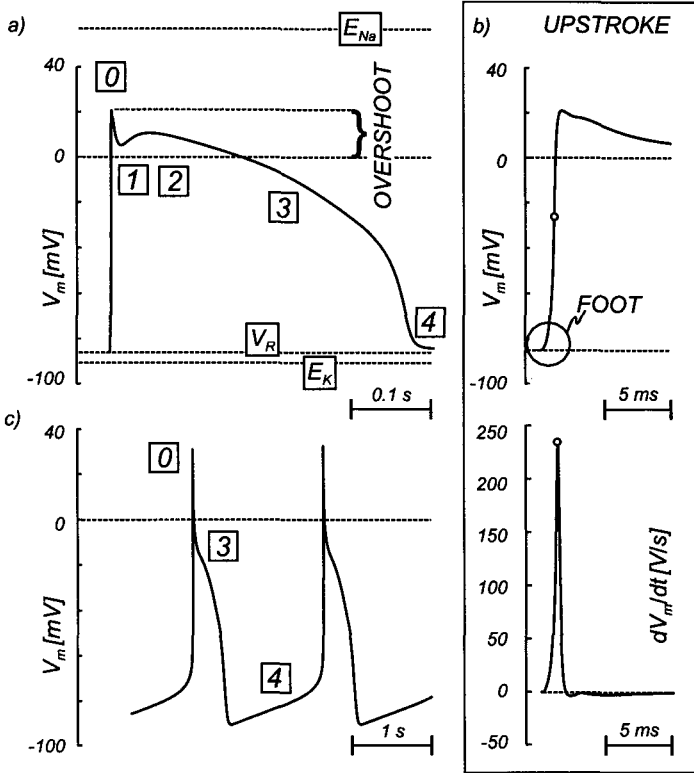 a)
E_Na
40
0
-100
V_m [mV]
0
1
2
3
4
OVERSHOOT
V_R
E_K
0.1 s
b)
UPSTROKE
40
0
-100
V_m [mV]
FOOT
5 ms
250
200
150
100
50
0
-50
dV_m/dt [V/s]
5 ms
c)
40
0
-100
V_m [mV]
0
3
4
1 s